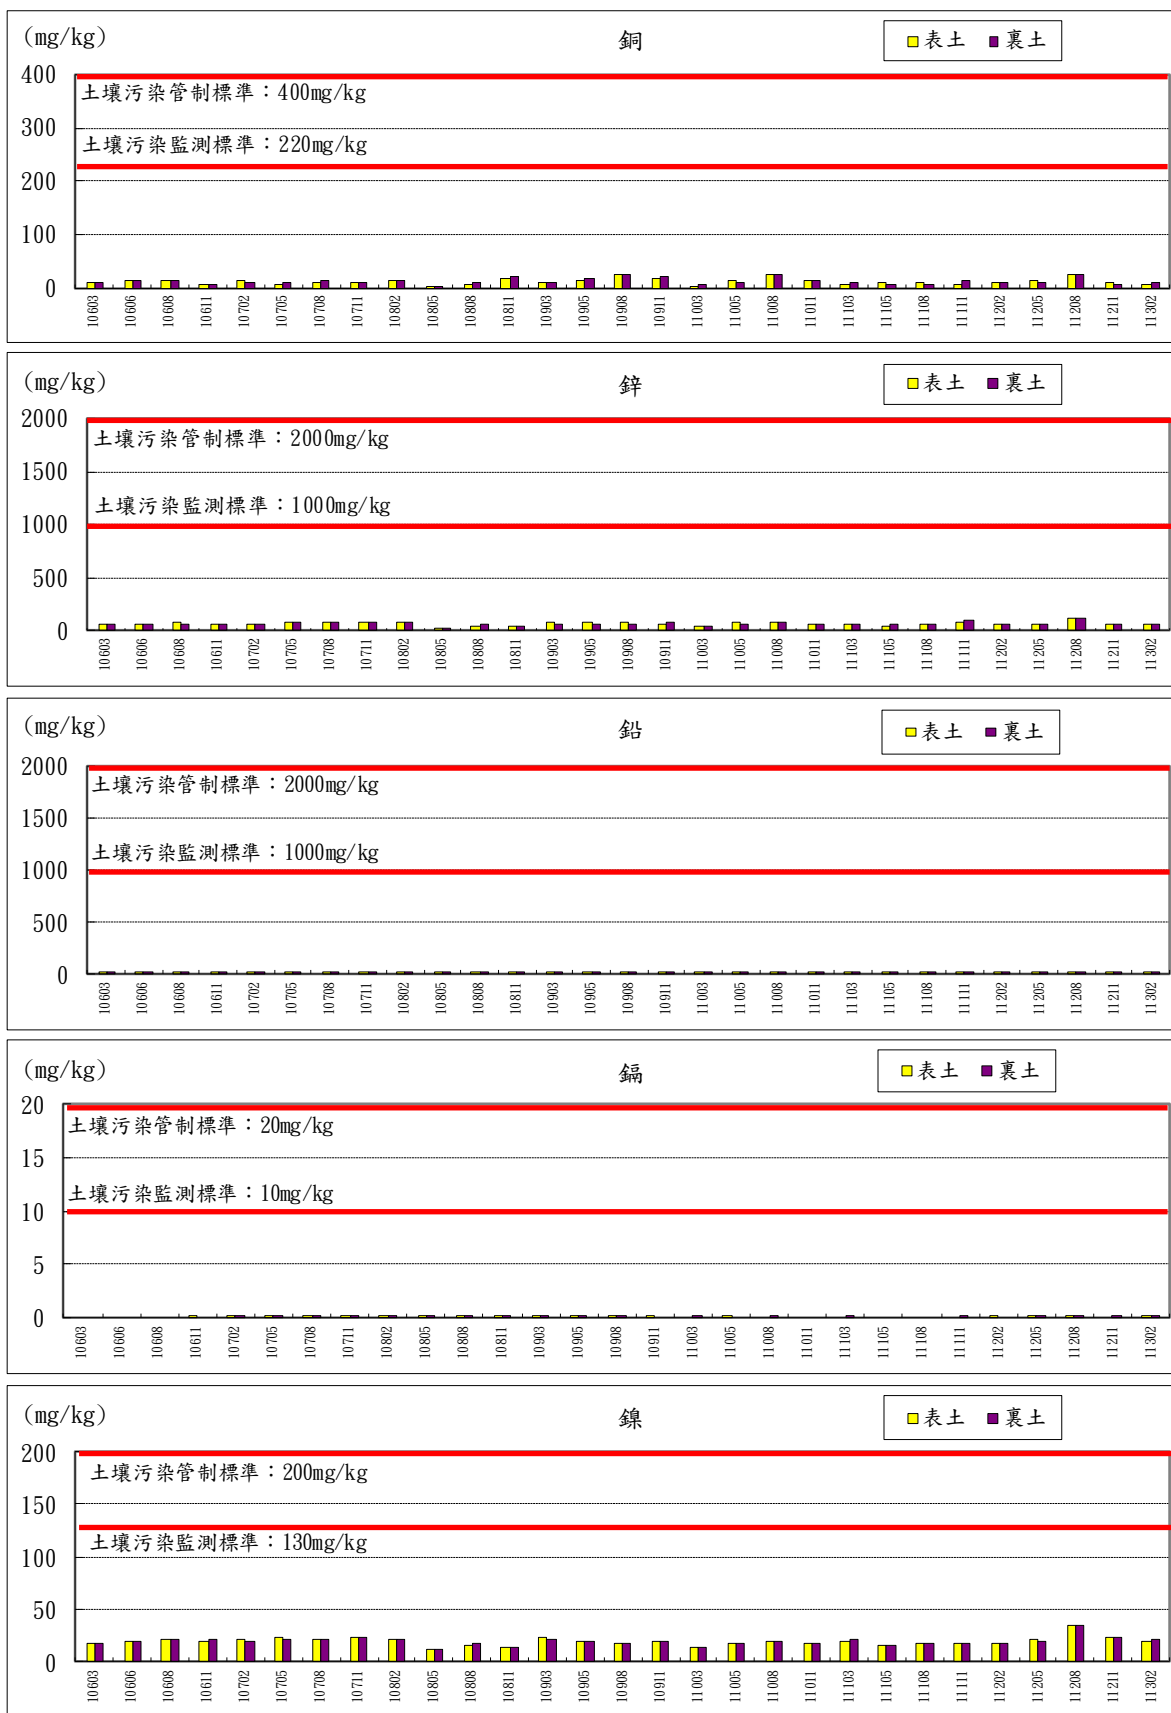 (mg/kg)
銅
表土 裏土
400
土壤污染管制標準：400mg/kg
300
土壤污染監測標準：220mg/kg
200
100
0
10603 10606 10608 10611 10702 10705 10708 10711 10802 10805 10808 10811 10903 10905 10908 10911 11003 11005 11008 11011 11103 11105 11108 11111 11202 11205 11208 11211 11302
(mg/kg)
鋅
表土 裏土
2000
土壤污染管制標準：2000mg/kg
1500
土壤污染監測標準：1000mg/kg
1000
500
0
10603 10606 10608 10611 10702 10705 10708 10711 10802 10805 10808 10811 10903 10905 10908 10911 11003 11005 11008 11011 11103 11105 11108 11111 11202 11205 11208 11211 11302
(mg/kg)
鉛
表土 裏土
2000
土壤污染管制標準：2000mg/kg
1500
土壤污染監測標準：1000mg/kg
1000
500
0
10603 10606 10608 10611 10702 10705 10708 10711 10802 10805 10808 10811 10903 10905 10908 10911 11003 11005 11008 11011 11103 11105 11108 11111 11202 11205 11208 11211 11302
(mg/kg)
鎘
表土 裏土
20
土壤污染管制標準：20mg/kg
15
土壤污染監測標準：10mg/kg
10
5
0
10603 10606 10608 10611 10702 10705 10708 10711 10802 10805 10808 10811 10903 10905 10908 10911 11003 11005 11008 11011 11103 11105 11108 11111 11202 11205 11208 11211 11302
(mg/kg)
鎳
表土 裏土
200
土壤污染管制標準：200mg/kg
150
土壤污染監測標準：130mg/kg
100
50
0
10603 10606 10608 10611 10702 10705 10708 10711 10802 10805 10808 10811 10903 10905 10908 10911 11003 11005 11008 11011 11103 11105 11108 11111 11202 11205 11208 11211 11302